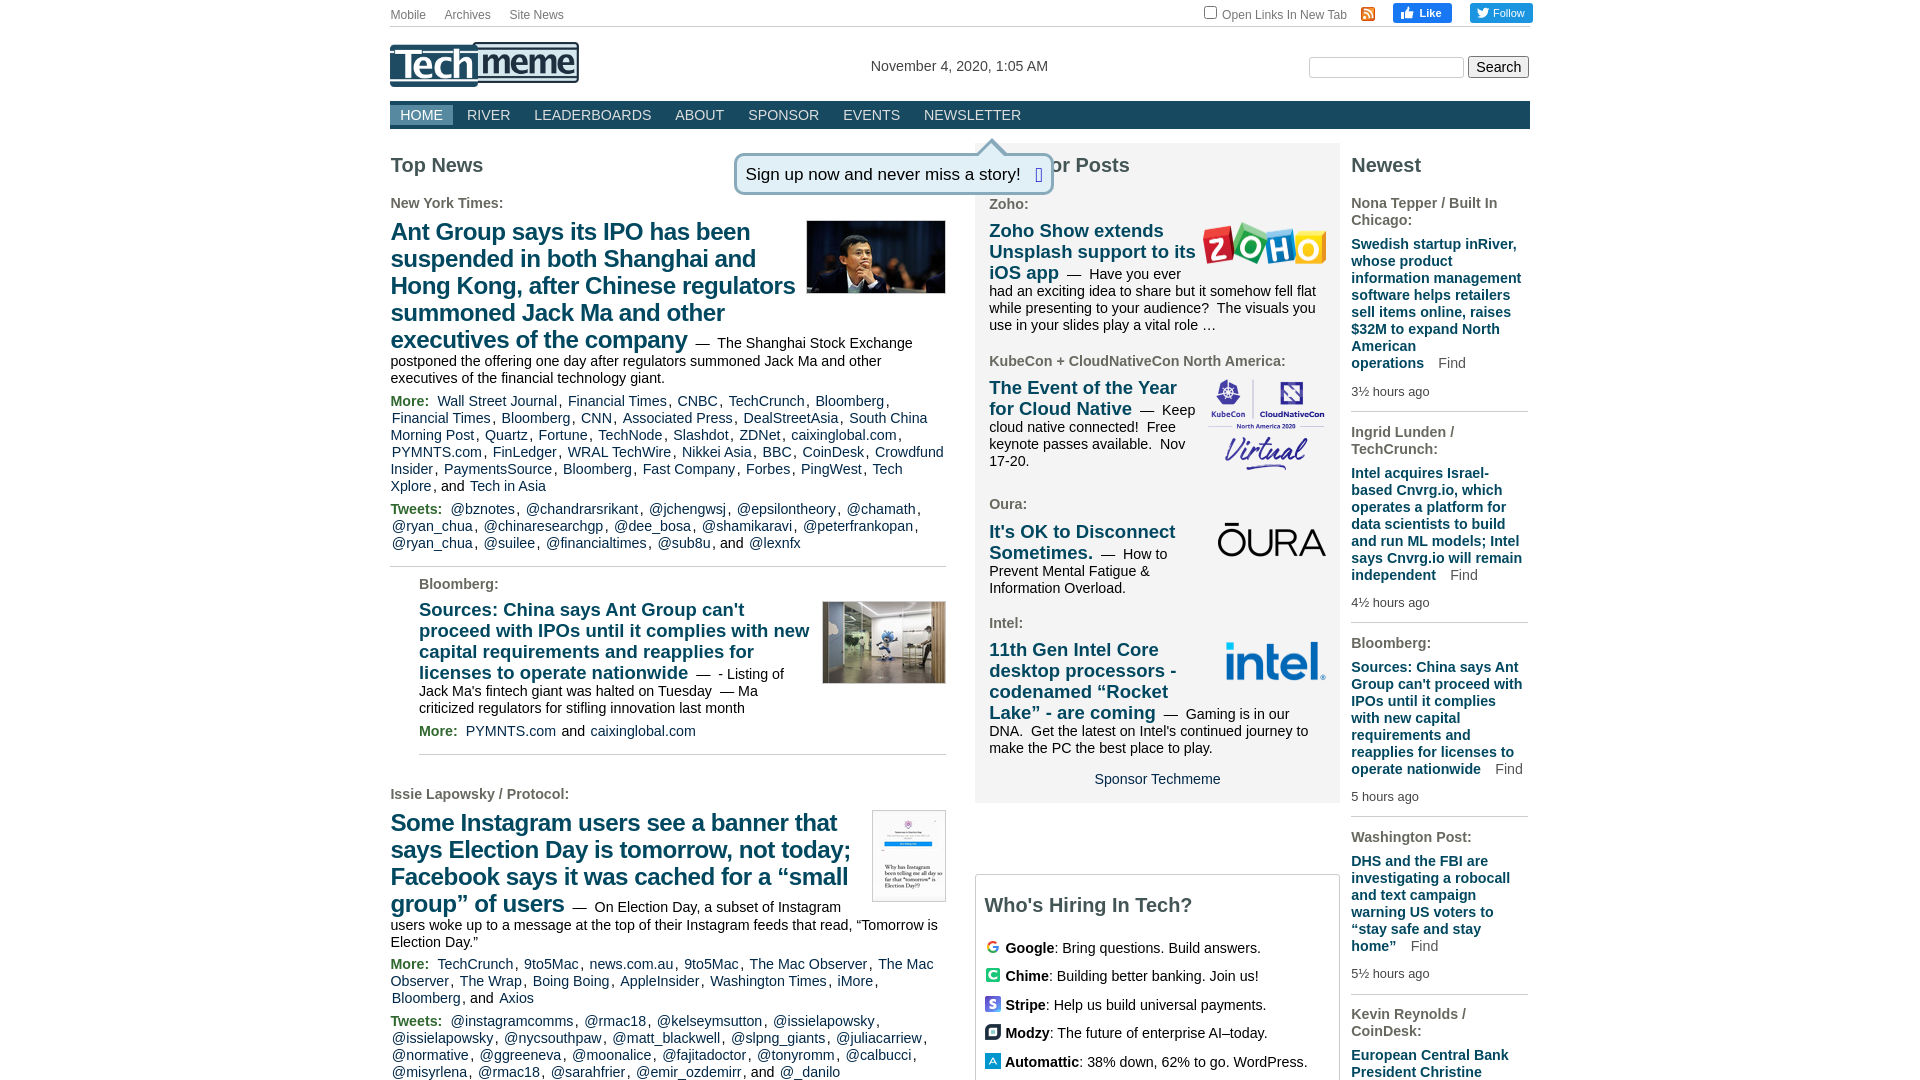 Mobile Archives Site News
Open Links In New Tab
Like
Follow
Techmeme
November 4, 2020, 1:05 AM
Search
HOME RIVER LEADERBOARDS ABOUT SPONSOR EVENTS NEWSLETTER
Sign up now and never miss a story!
Top News
New York Times:
Ant Group says its IPO has been
suspended in both Shanghai and
Hong Kong, after Chinese regulators
summoned Jack Ma and other
executives of the company — The Shanghai Stock Exchange
postponed the offering one day after regulators summoned Jack Ma and other
executives of the financial technology giant.
More: Wall Street Journal, Financial Times, CNBC, TechCrunch, Bloomberg,
Financial Times, Bloomberg, CNN, Associated Press, DealStreetAsia, South China
Morning Post, Quartz, Fortune, TechNode, Slashdot, ZDNet, caixinglobal.com,
PYMNTS.com, FinLedger, WRAL TechWire, Nikkei Asia, BBC, CoinDesk, Crowdfund
Insider, PaymentsSource, Bloomberg, Fast Company, Forbes, PingWest, Tech
Xplore, and Tech in Asia
Tweets: @bznotes, @chandrarsrikant, @jchengwsj, @epsilontheory, @chamath,
@ryan_chua, @chinaresearchgp, @dee_bosa, @shamikaravi, @peterfrankopan,
@ryan_chua, @suilee, @financialtimes, @sub8u, and @lexnfx
Bloomberg:
Sources: China says Ant Group can't
proceed with IPOs until it complies with new
capital requirements and reapplies for
licenses to operate nationwide — - Listing of
Jack Ma's fintech giant was halted on Tuesday — Ma
criticized regulators for stifling innovation last month
More: PYMNTS.com and caixinglobal.com
Issie Lapowsky / Protocol:
Some Instagram users see a banner that
says Election Day is tomorrow, not today;
Facebook says it was cached for a “small
group” of users — On Election Day, a subset of Instagram
users woke up to a message at the top of their Instagram feeds that read, “Tomorrow is
Election Day.”
Why has Instagram
been telling me all day so
far that "tomorrow" is
Election Day??
More: TechCrunch, 9to5Mac, news.com.au, 9to5Mac, The Mac Observer, The Mac
Observer, The Wrap, Boing Boing, AppleInsider, Washington Times, iMore,
Bloomberg, and Axios
Tweets: @instagramcomms, @rmac18, @kelseymsutton, @issielapowsky,
@issielapowsky, @nycsouthpaw, @matt_blackwell, @slpng_giants, @juliacarriew,
@normative, @ggreeneva, @moonalice, @fajitadoctor, @tonyromm, @calbucci,
@misyrlena, @rmac18, @sarahfrier, @emir_ozdemirr, and @_danilo
or Posts
Zoho:
Zoho Show extends
Unsplash support to its
iOS app — Have you ever
had an exciting idea to share but it somehow fell flat
while presenting to your audience? The visuals you
use in your slides play a vital role …
ZOHO
KubeCon + CloudNativeCon North America:
The Event of the Year
for Cloud Native — Keep
cloud native connected! Free
keynote passes available. Nov
17-20.
KubeCon CloudNativeCon
North America 2020
Virtual
Oura:
It's OK to Disconnect
Sometimes. — How to
Prevent Mental Fatigue &
Information Overload.
ŌURA
Intel:
11th Gen Intel Core
desktop processors -
codenamed “Rocket
Lake” - are coming — Gaming is in our
DNA. Get the latest on Intel's continued journey to
make the PC the best place to play.
intel®
Sponsor Techmeme
Who's Hiring In Tech?
Google: Bring questions. Build answers.
Chime: Building better banking. Join us!
Stripe: Help us build universal payments.
Modzy: The future of enterprise AI–today.
Automattic: 38% down, 62% to go. WordPress.
Newest
Nona Tepper / Built In
Chicago:
Swedish startup inRiver,
whose product
information management
software helps retailers
sell items online, raises
$32M to expand North
American
operations Find
3½ hours ago
Ingrid Lunden /
TechCrunch:
Intel acquires Israel-
based Cnvrg.io, which
operates a platform for
data scientists to build
and run ML models; Intel
says Cnvrg.io will remain
independent Find
4½ hours ago
Bloomberg:
Sources: China says Ant
Group can't proceed with
IPOs until it complies
with new capital
requirements and
reapplies for licenses to
operate nationwide Find
5 hours ago
Washington Post:
DHS and the FBI are
investigating a robocall
and text campaign
warning US voters to
“stay safe and stay
home” Find
5½ hours ago
Kevin Reynolds /
CoinDesk:
European Central Bank
President Christine